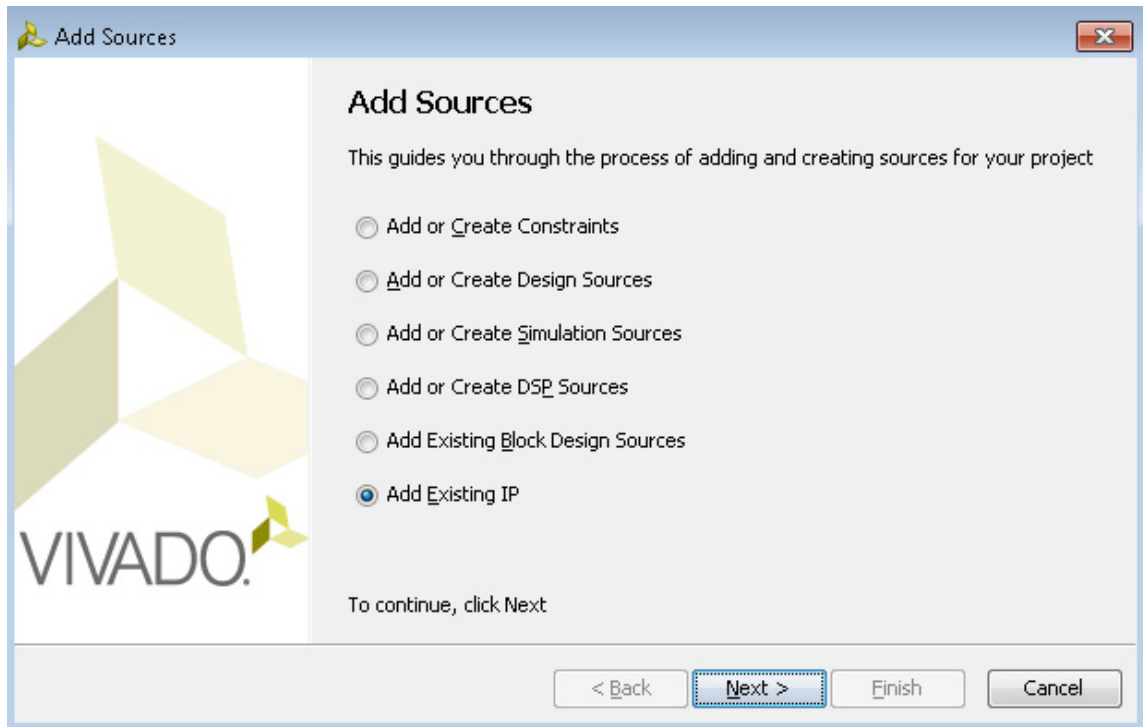 Add Sources
Add Sources
This guides you through the process of adding and creating sources for your project
Add or Create Constraints
Add or Create Design Sources
Add or Create Simulation Sources
Add or Create DSP Sources
Add Existing Block Design Sources
Add Existing IP
VIVADO.
To continue, click Next
< Back Next > Finish Cancel